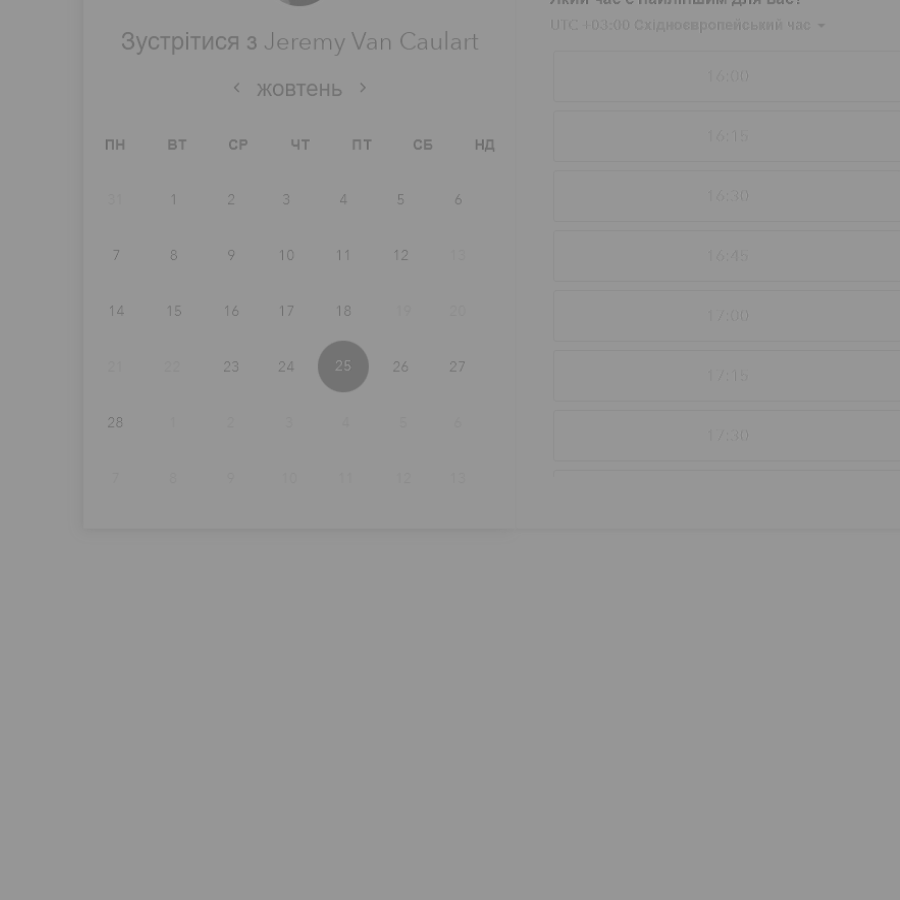 Зустрітися з Jeremy Van Caulart
жовтень
ПН ВТ СР ЧТ ПТ СБ НД
31 1 2 3 4 5 6
7 8 9 10 11 12 13
14 15 16 17 18 19 20
21 22 23 24 25 26 27
28 1 2 3 4 5 6
7 8 9 10 11 12 13
Який час є найліпшим для вас?
UTC +03:00 Східноєвропейський час
16:00
16:15
16:30
16:45
17:00
17:15
17:30